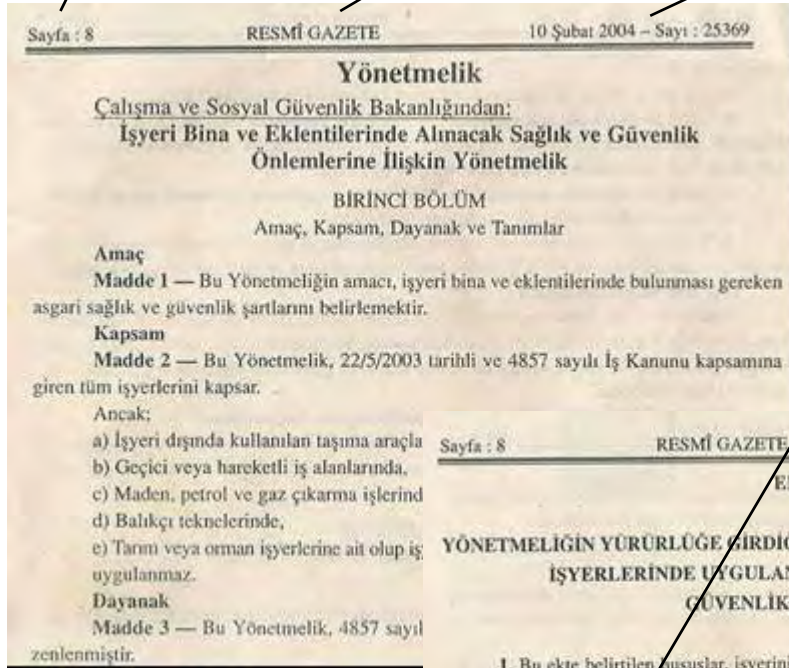 Sayfa : 8 RESMÎ GAZETE 10 Şubat 2004 – Sayı : 25369
Yönetmelik
Çalışma ve Sosyal Güvenlik Bakanlığından:
İşyeri Bina ve Eklentilerinde Alınacak Sağlık ve Güvenlik
Önlemlerine İlişkin Yönetmelik
BİRİNCİ BÖLÜM
Amaç, Kapsam, Dayanak ve Tanımlar
Amaç
Madde 1 — Bu Yönetmeliğin amacı, işyeri bina ve eklentilerinde bulunması gereken
asgari sağlık ve güvenlik şartlarını belirlemektir.
Kapsam
Madde 2 — Bu Yönetmelik, 22/5/2003 tarihli ve 4857 sayılı İş Kanunu kapsamına
giren tüm işyerlerini kapsar.
Ancak;
a) İşyeri dışında kullanılan taşıma araçla
b) Geçici veya hareketli iş alanlarında,
c) Maden, petrol ve gaz çıkarma işlerind
d) Balıkçı teknelerinde,
e) Tarım veya orman işyerlerine ait olup iş
uygulanmaz.
Dayanak
Madde 3 — Bu Yönetmelik, 4857 sayıl
zenlenmiştir.
Sayfa : 8 RESMÎ GAZETE
YÖNETMELİĞİN YÜRÜRLÜĞE GİRDİĞ
İŞYERLERİNDE UYGULAN
GÜVENLİK
1. Bu ekte belirtilen hususlar, işyerini